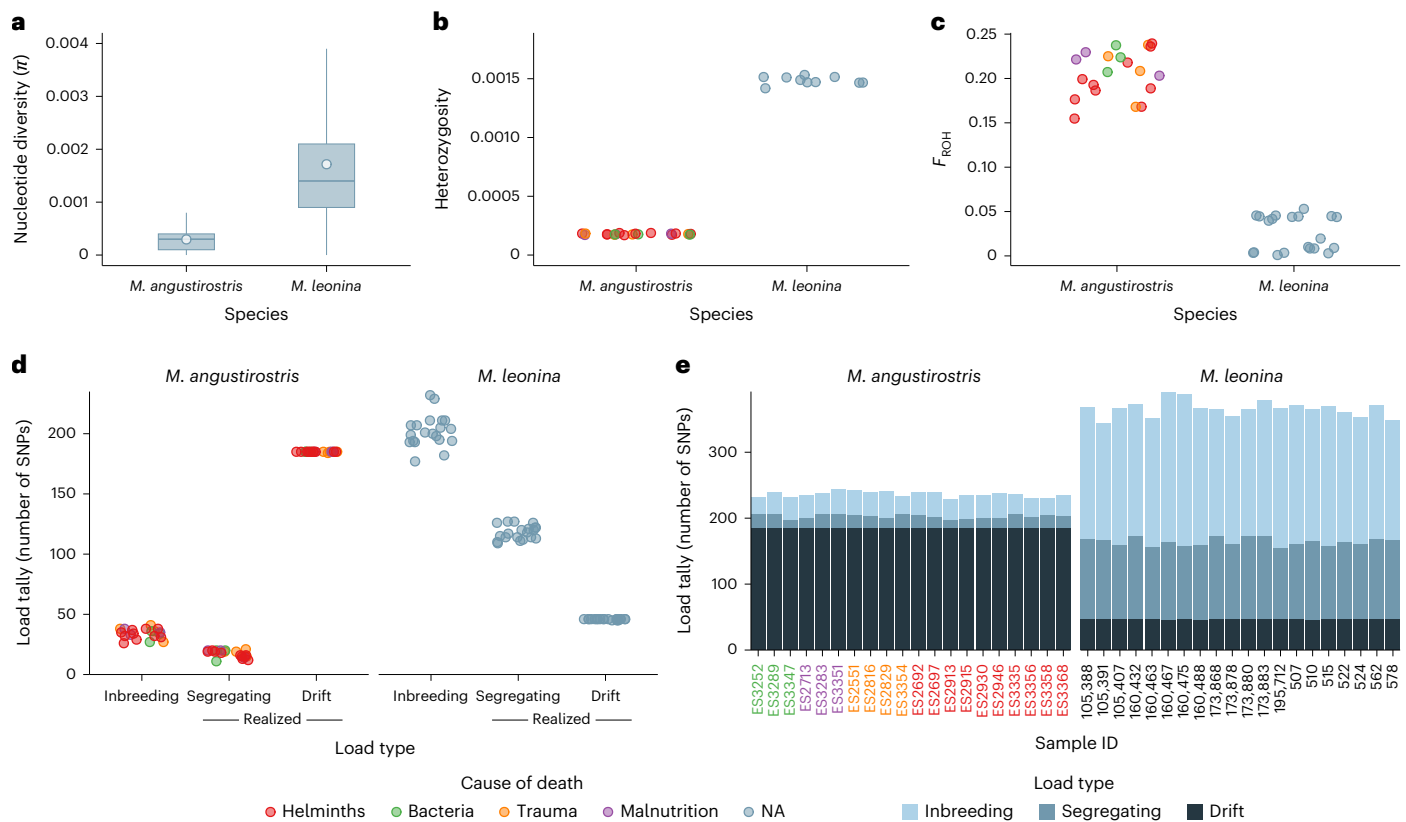 a
Nucleotide diversity (π)
0.004
0.003
0.002
0.001
0
M. angustirostris
M. leonina
Species
b
Heterozygosity
0.0015
0.0010
0.0005
0
M. angustirostris
M. leonina
Species
c
FROH
0.25
0.20
0.15
0.10
0.05
0
M. angustirostris
M. leonina
Species
d
M. angustirostris
M. leonina
Load tally (number of SNPs)
200
150
100
50
0
Inbreeding
Segregating
Drift
Inbreeding
Segregating
Drift
Realized
Realized
Load type
e
M. angustirostris
M. leonina
Load tally (number of SNPs)
300
200
100
0
ES3252
ES3289
ES3347
ES2713
ES3283
ES3351
ES2551
ES2816
ES2829
ES3354
ES2692
ES2697
ES2913
ES2915
ES2930
ES2946
ES3335
ES3356
ES3358
ES3368
105,388
105,391
105,407
160,432
160,463
160,467
160,475
160,488
173,868
173,878
173,880
173,883
195,712
507
510
515
522
524
562
578
Sample ID
Cause of death
Helminths
Bacteria
Trauma
Malnutrition
NA
Load type
Inbreeding
Segregating
Drift